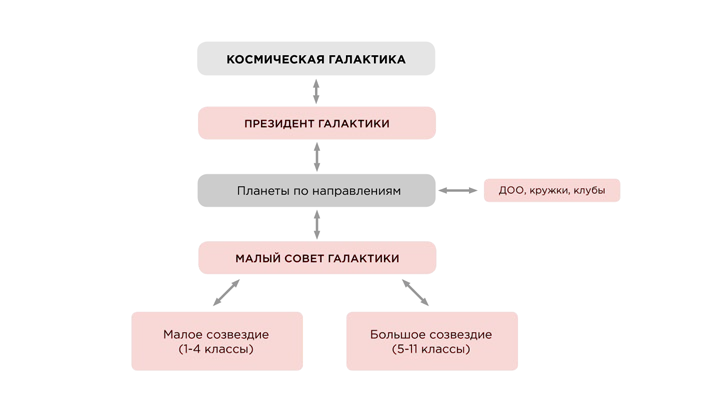 КОСМИЧЕСКАЯ ГАЛАКТИКА
ПРЕЗИДЕНТ ГАЛАКТИКИ
Планеты по направлениям
ДОО, кружки, клубы
МАЛЫЙ СОВЕТ ГАЛАКТИКИ
Малое созвездие
(1-4 классы)
Большое созвездие
(5-11 классы)